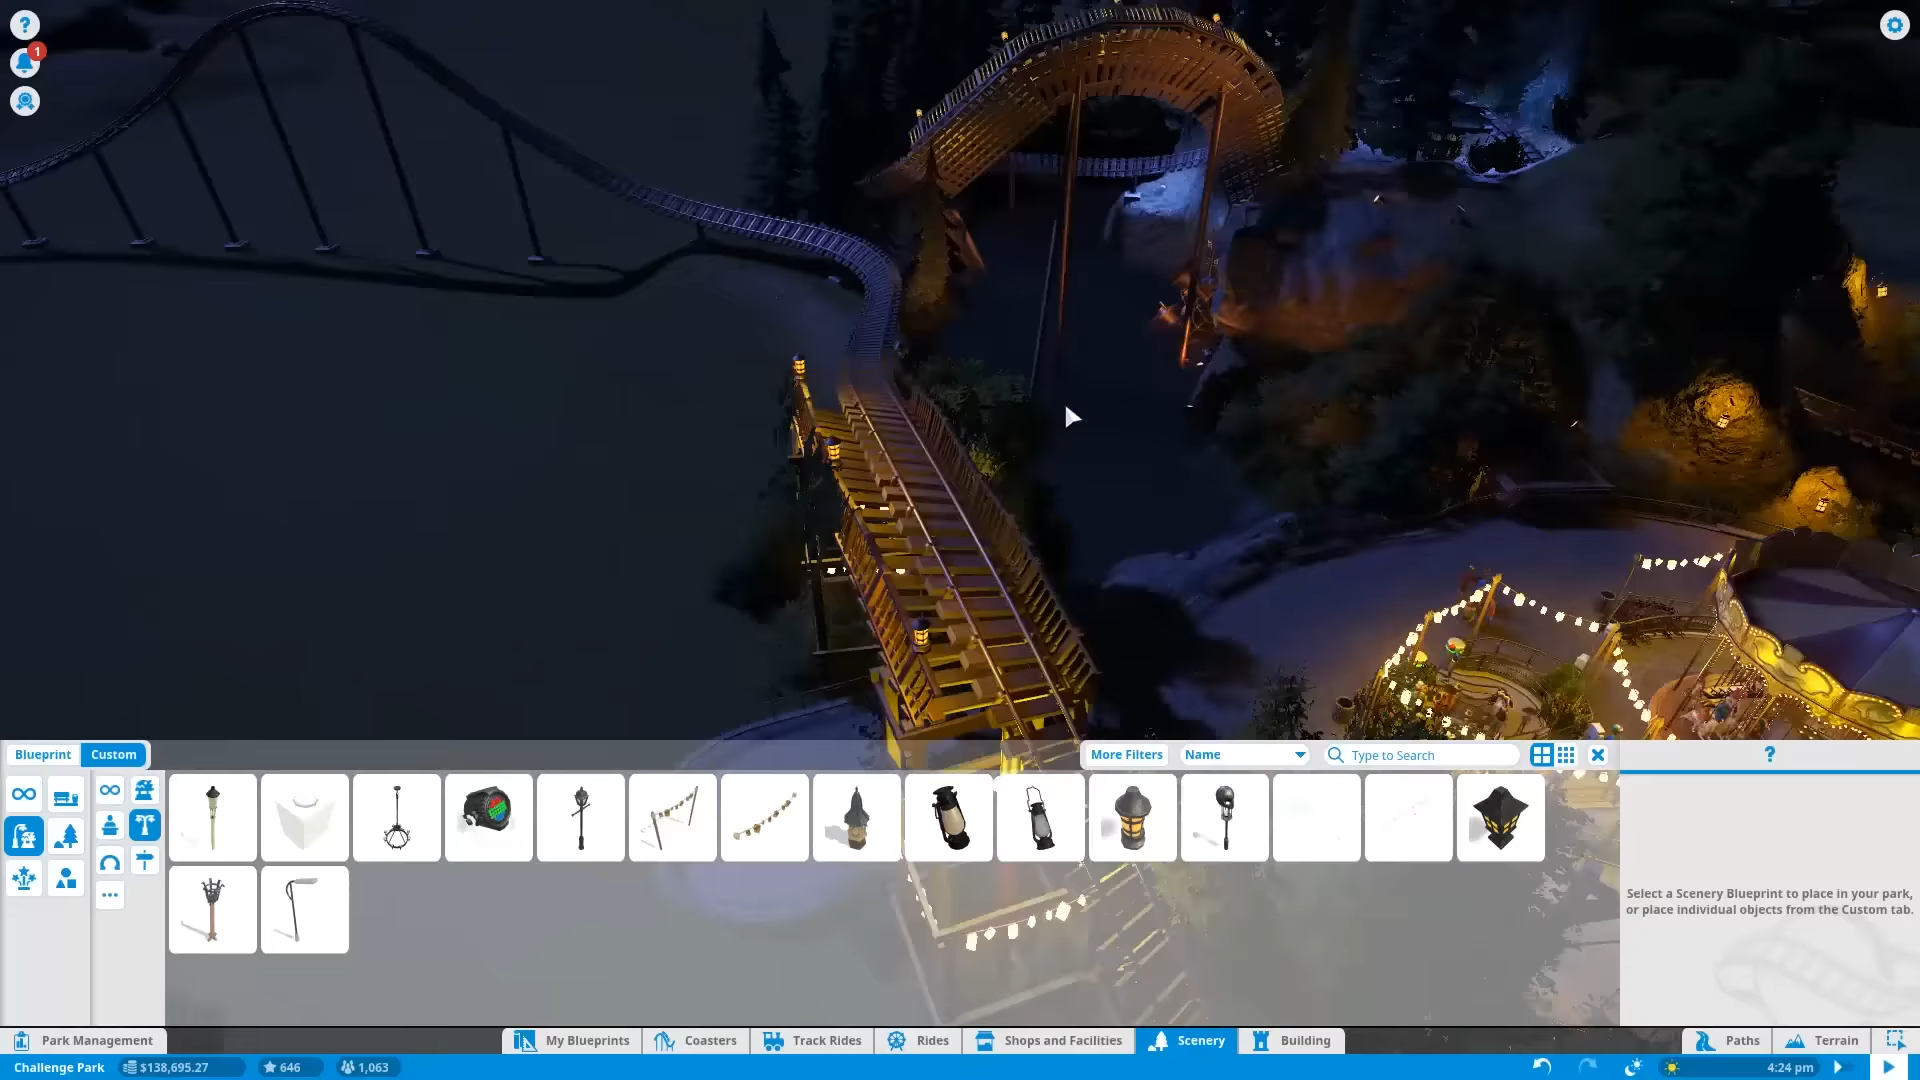 ?
1
Blueprint
Custom
More Filters
Name
Type to Search
?
Select a Scenery Blueprint to place in your park,
or place individual objects from the Custom tab.
Park Management
My Blueprints
Coasters
Track Rides
Rides
Shops and Facilities
Scenery
Building
Paths
Terrain
Challenge Park
$138,695.27
646
1,063
4:24 pm